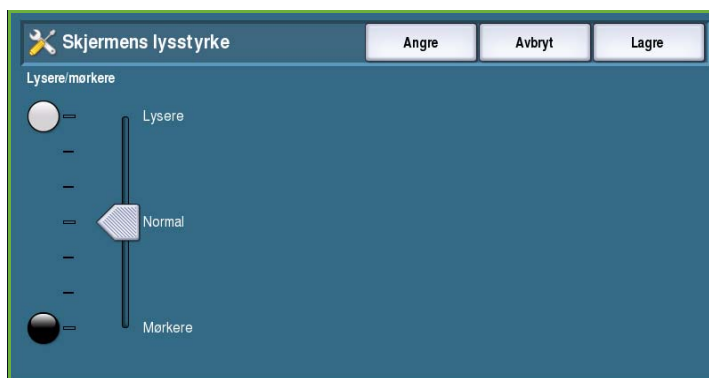 Skjermens lysstyrke
Angre
Avbryt
Lagre
Lysere/mørkere
Lysere
Normal
Mørkere